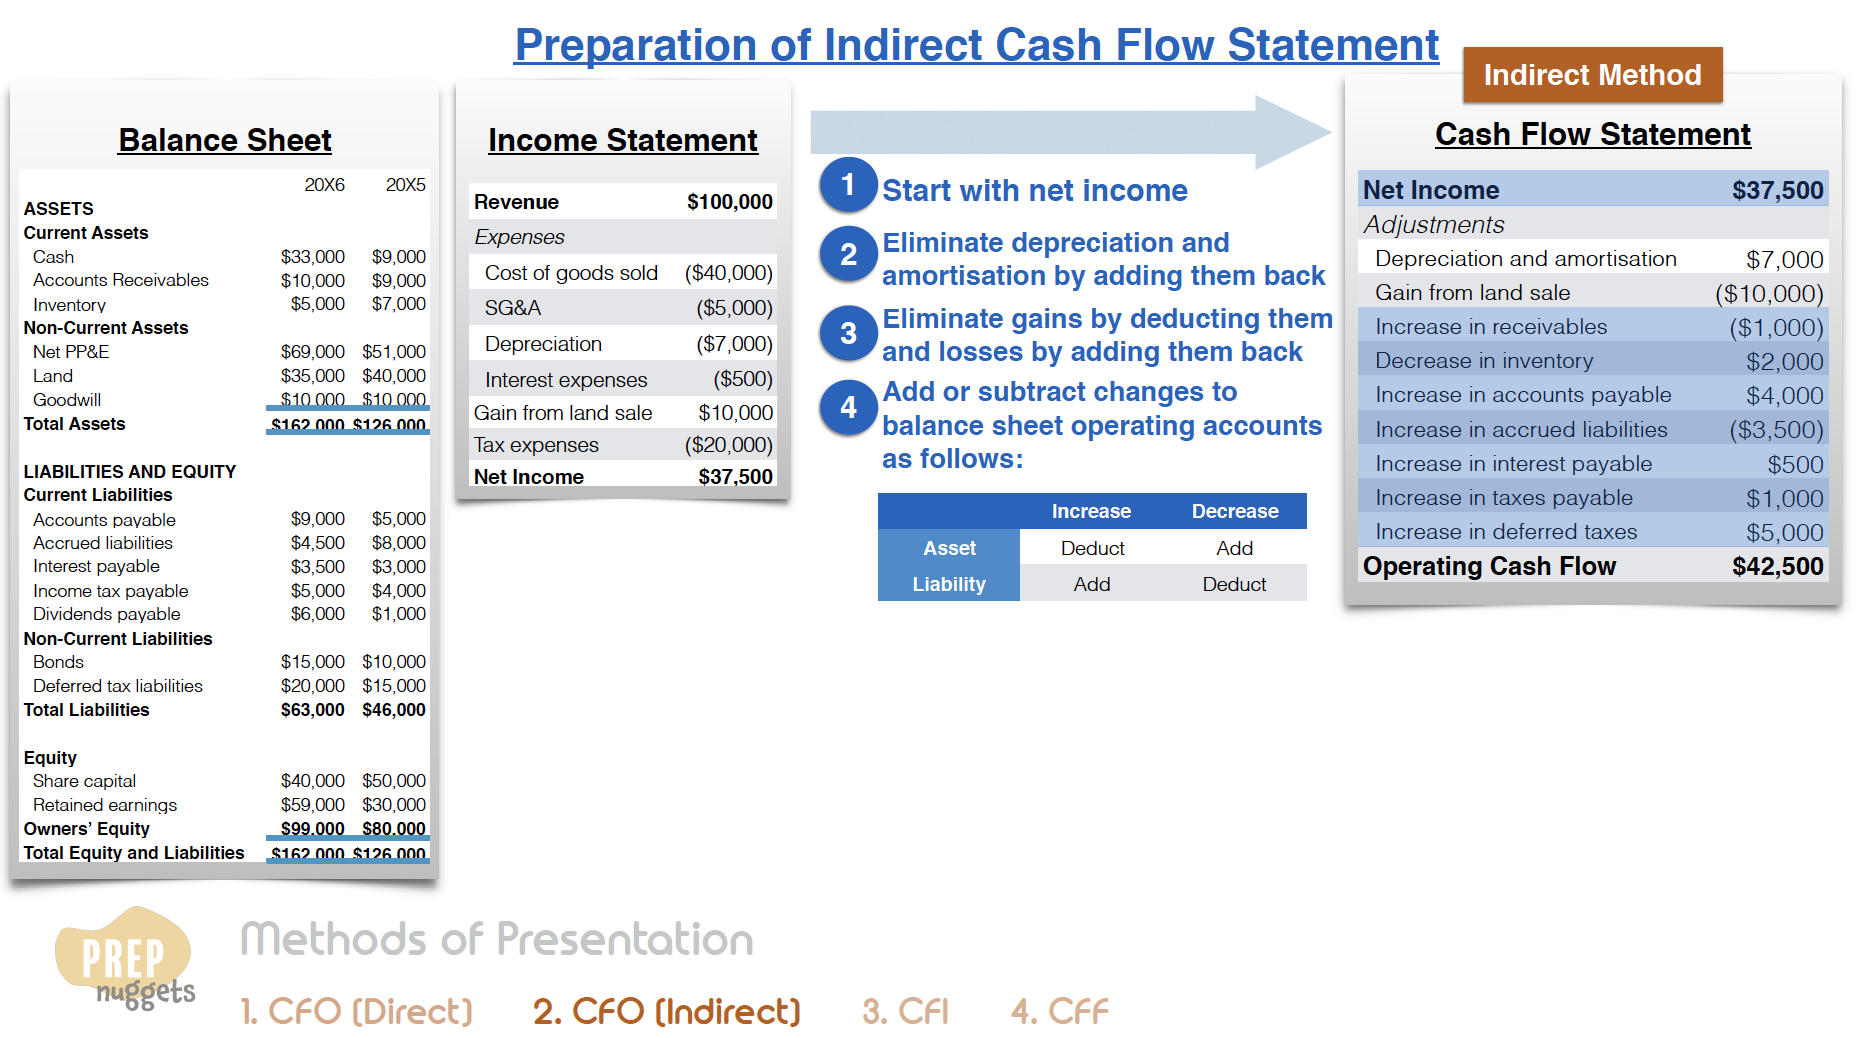 Preparation of Indirect Cash Flow Statement
Balance Sheet
20X6 20X5
ASSETS
Current Assets
Cash $33,000 $9,000
Accounts Receivables $10,000 $9,000
Inventory $5,000 $7,000
Non-Current Assets
Net PP&E $69,000 $51,000
Land $35,000 $40,000
Goodwill $10,000 $10,000
Total Assets $162,000 $126,000
LIABILITIES AND EQUITY
Current Liabilities
Accounts payable $9,000 $5,000
Accrued liabilities $4,500 $8,000
Interest payable $3,500 $3,000
Income tax payable $5,000 $4,000
Dividends payable $6,000 $1,000
Non-Current Liabilities
Bonds $15,000 $10,000
Deferred tax liabilities $20,000 $15,000
Total Liabilities $63,000 $46,000
Equity
Share capital $40,000 $50,000
Retained earnings $59,000 $30,000
Owners' Equity $99,000 $80,000
Total Equity and Liabilities $162,000 $126,000
Income Statement
Revenue $100,000
Expenses
Cost of goods sold ($40,000)
SG&A ($5,000)
Depreciation ($7,000)
Interest expenses ($500)
Gain from land sale $10,000
Tax expenses ($20,000)
Net Income $37,500
1 Start with net income
2 Eliminate depreciation and
amortisation by adding them back
3 Eliminate gains by deducting them
and losses by adding them back
4 Add or subtract changes to
balance sheet operating accounts
as follows:
Increase Decrease
Asset Deduct Add
Liability Add Deduct
Indirect Method
Cash Flow Statement
Net Income $37,500
Adjustments
Depreciation and amortisation $7,000
Gain from land sale ($10,000)
Increase in receivables ($1,000)
Decrease in inventory $2,000
Increase in accounts payable $4,000
Increase in accrued liabilities ($3,500)
Increase in interest payable $500
Increase in taxes payable $1,000
Increase in deferred taxes $5,000
Operating Cash Flow $42,500
PREP
nuggets
Methods of Presentation
1. CFO (Direct) 2. CFO (Indirect) 3. CFI 4. CFF